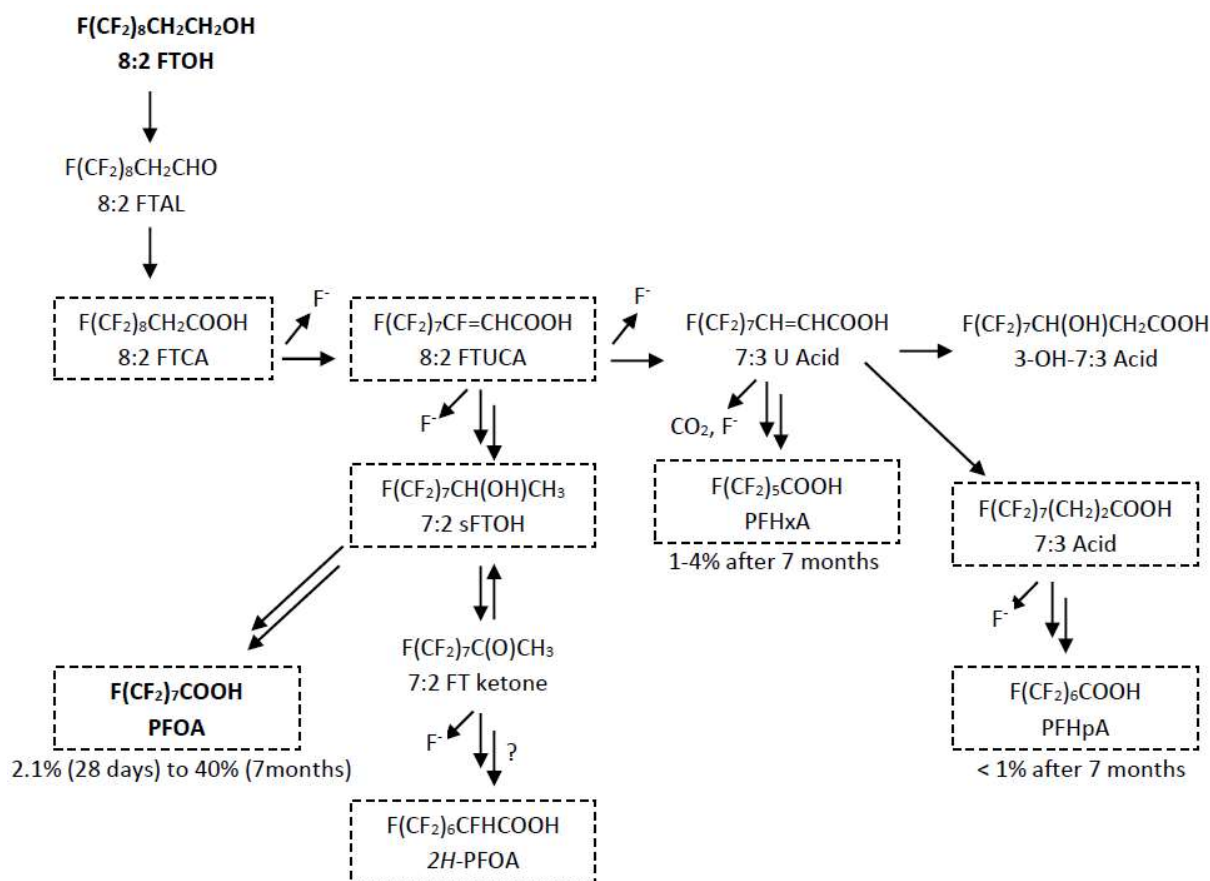 F(CF₂)₈CH₂CH₂OH
8:2 FTOH
F(CF₂)₈CH₂CHO
8:2 FTAL
F(CF₂)₈CH₂COOH
8:2 FTCA
F⁻
F(CF₂)₇CF=CHCOOH
8:2 FTUCA
F⁻
F(CF₂)₇CH=CHCOOH
7:3 U Acid
F(CF₂)₇CH(OH)CH₂COOH
3-OH-7:3 Acid
F⁻
F(CF₂)₇CH(OH)CH₃
7:2 sFTOH
CO₂, F⁻
F(CF₂)₅COOH
PFHxA
1-4% after 7 months
F(CF₂)₇(CH₂)₂COOH
7:3 Acid
F⁻
F(CF₂)₆COOH
PFHpA
< 1% after 7 months
F(CF₂)₇C(O)CH₃
7:2 FT ketone
F(CF₂)₇COOH
PFOA
2.1% (28 days) to 40% (7months)
F⁻
?
F(CF₂)₆CFHCOOH
2H-PFOA